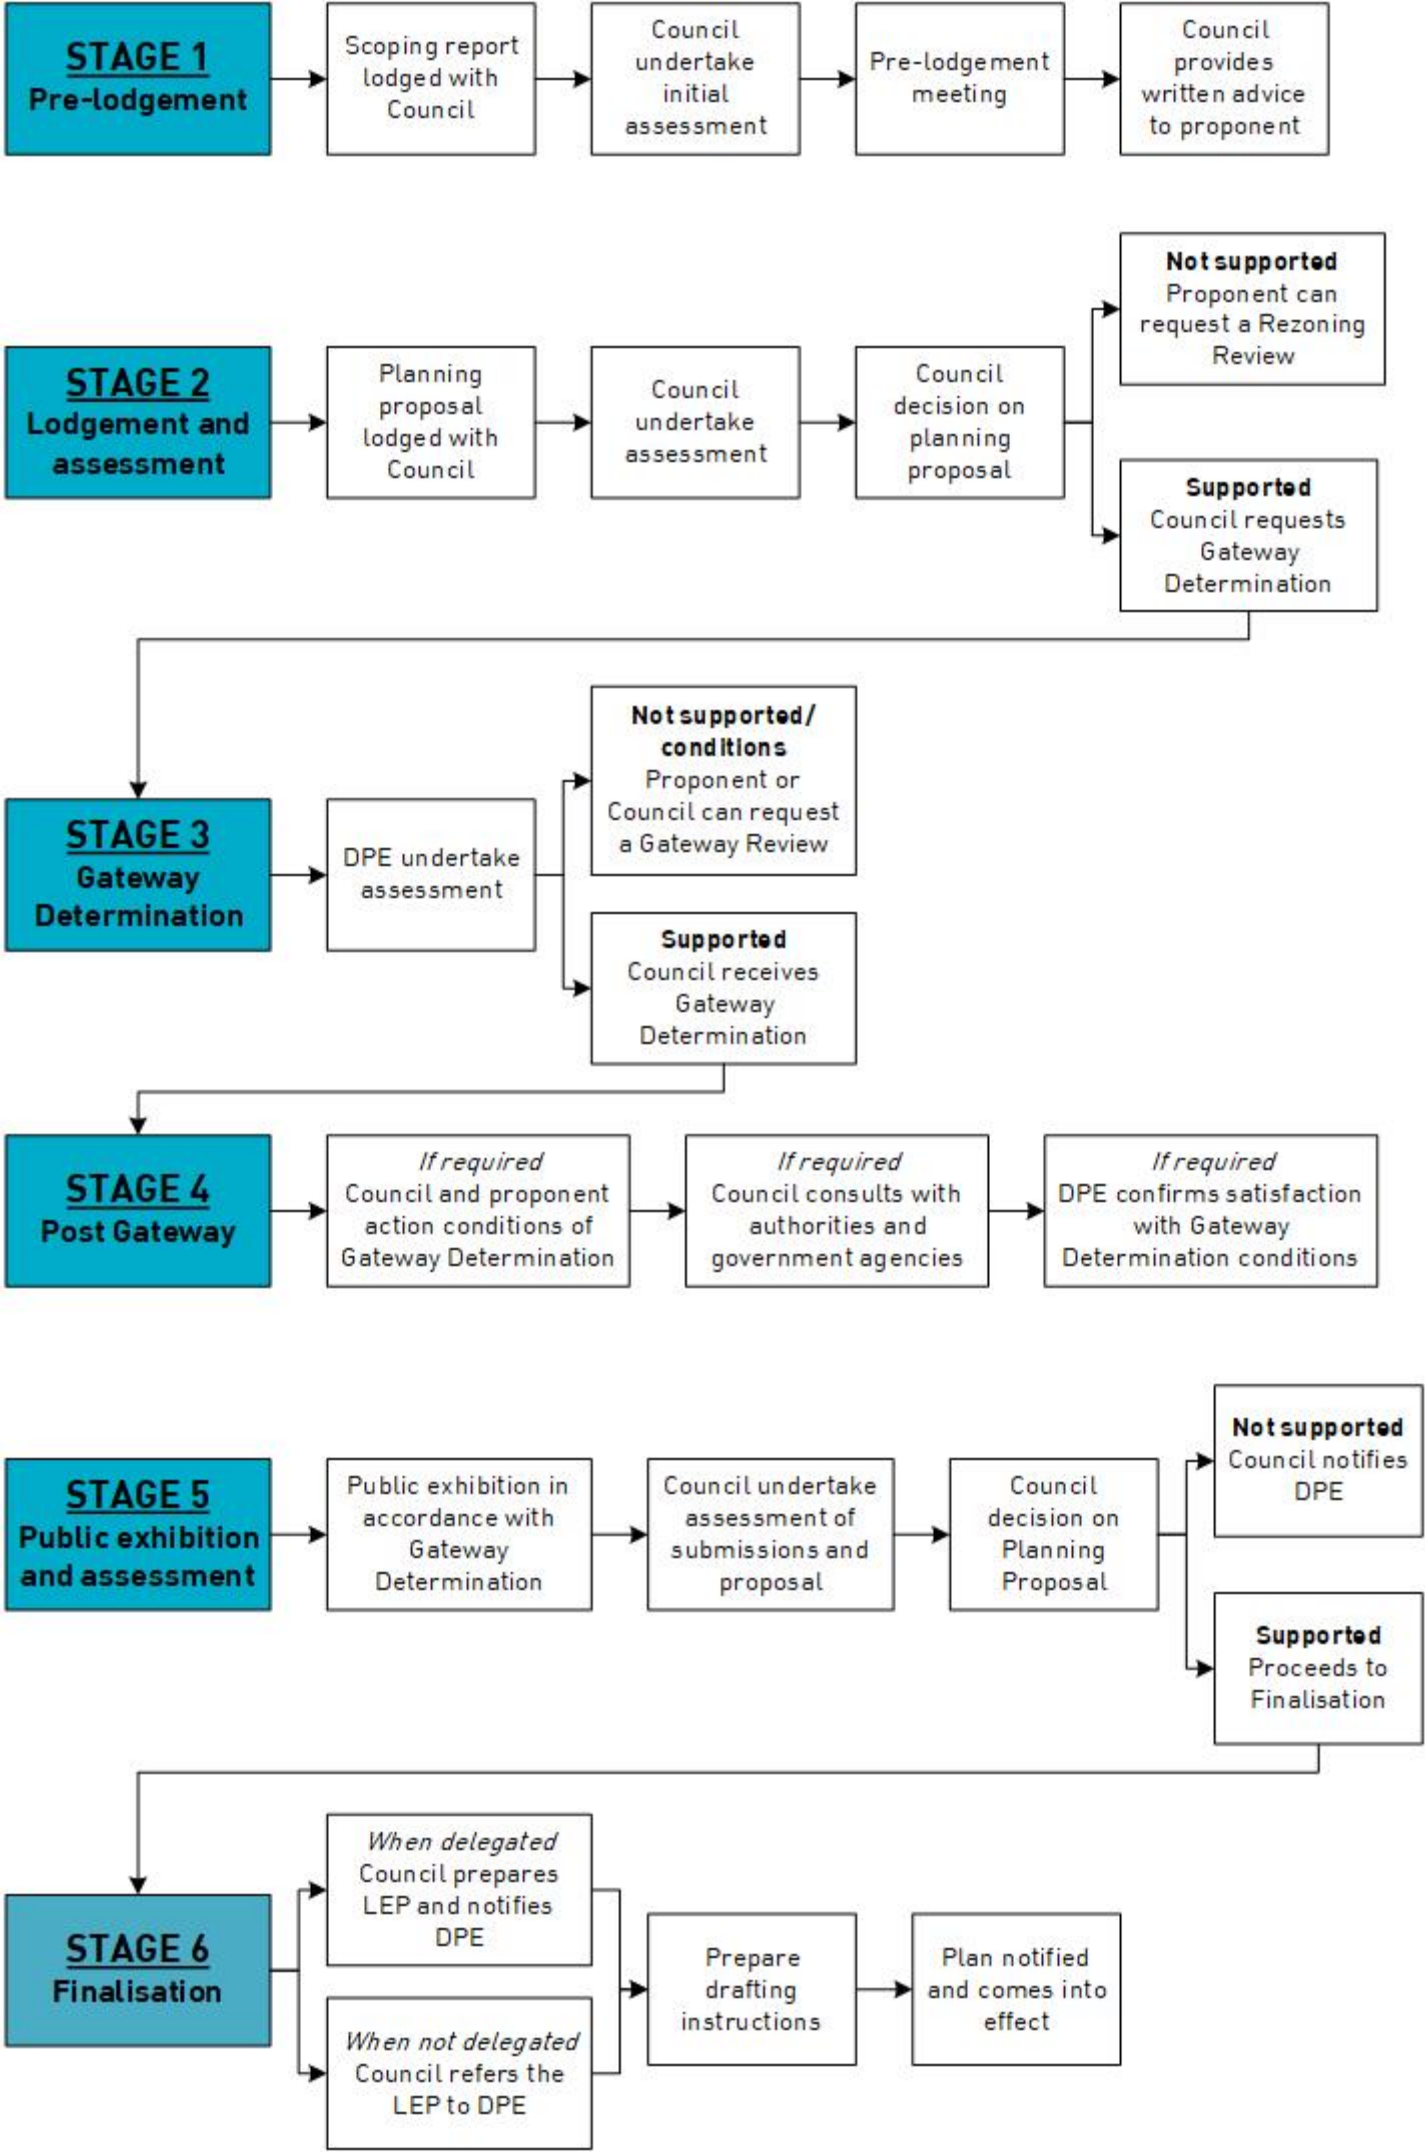 STAGE 1
Pre-lodgement
Scoping report
lodged with
Council
Council
undertake
initial
assessment
Pre-lodgement
meeting
Council
provides
written advice
to proponent
STAGE 2
Lodgement and
assessment
Planning
proposal
lodged with
Council
Council
undertake
assessment
Council
decision on
planning
proposal
Not supported
Proponent can
request a Rezoning
Review
Supported
Council requests
Gateway
Determination
STAGE 3
Gateway
Determination
DPE undertake
assessment
Not supported/
conditions
Proponent or
Council can request
a Gateway Review
Supported
Council receives
Gateway
Determination
STAGE 4
Post Gateway
If required
Council and proponent
action conditions of
Gateway Determination
If required
Council consults with
authorities and
government agencies
If required
DPE confirms satisfaction
with Gateway
Determination conditions
STAGE 5
Public exhibition
and assessment
Public exhibition in
accordance with
Gateway
Determination
Council undertake
assessment of
submissions and
proposal
Council
decision on
Planning
Proposal
Not supported
Council notifies
DPE
Supported
Proceeds to
Finalisation
STAGE 6
Finalisation
When delegated
Council prepares
LEP and notifies
DPE
When not delegated
Council refers the
LEP to DPE
Prepare
drafting
instructions
Plan notified
and comes into
effect